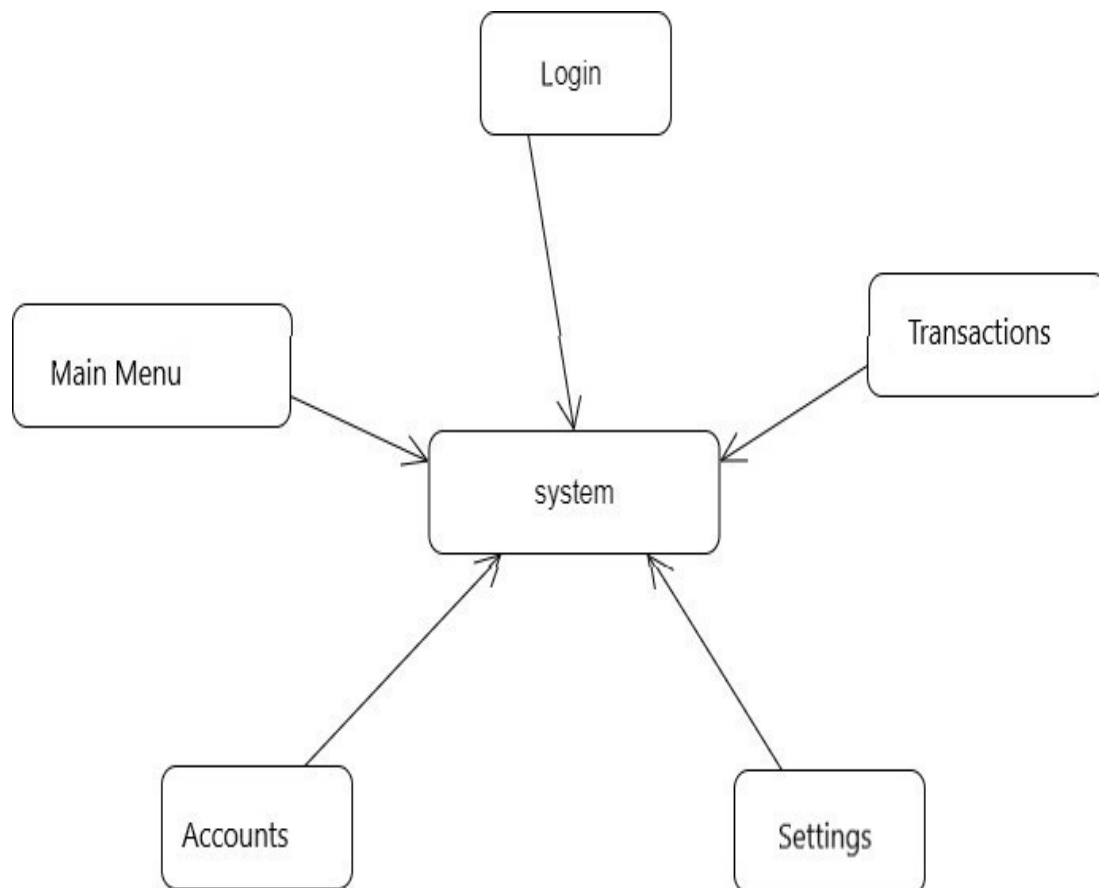 Login
Transactions
Main Menu
system
Accounts
Settings